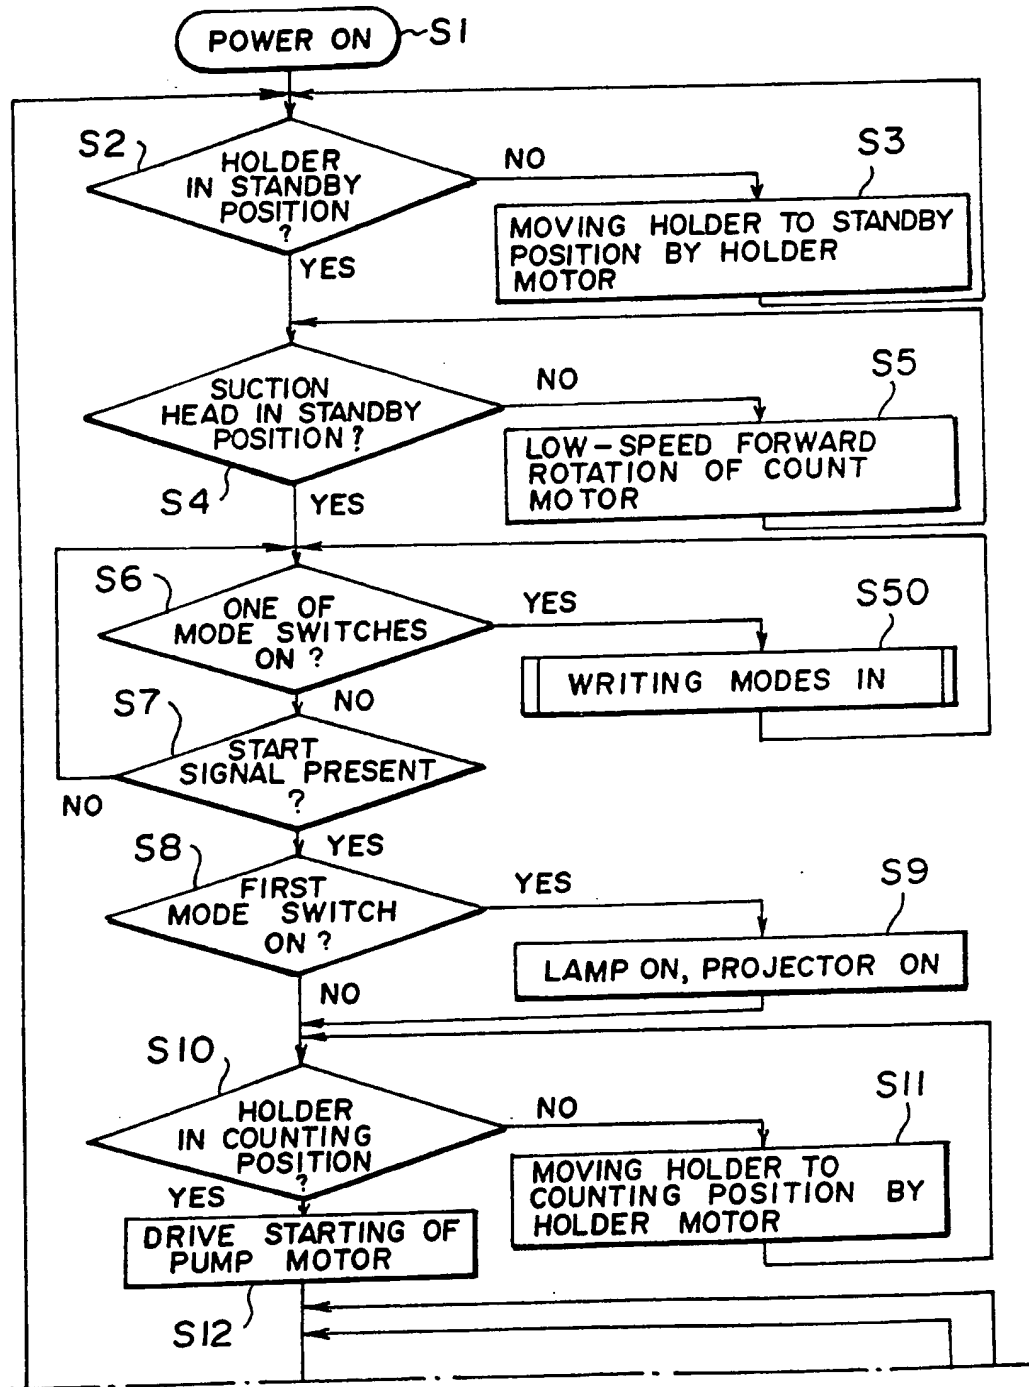 POWER ON
S1
S2
HOLDER
IN STANDBY
POSITION
?
NO
YES
S3
MOVING HOLDER TO STANDBY
POSITION BY HOLDER
MOTOR
SUCTION
HEAD IN STANDBY
POSITION?
S4
NO
YES
S5
LOW-SPEED FORWARD
ROTATION OF COUNT
MOTOR
S6
ONE OF
MODE SWITCHES
ON ?
YES
NO
S50
WRITING MODES IN
S7
START
SIGNAL PRESENT
?
NO
YES
S8
FIRST
MODE SWITCH
ON ?
YES
NO
S9
LAMP ON, PROJECTOR ON
S10
HOLDER
IN COUNTING
POSITION
?
NO
YES
S11
MOVING HOLDER TO
COUNTING POSITION BY
HOLDER MOTOR
DRIVE STARTING OF
PUMP MOTOR
S12